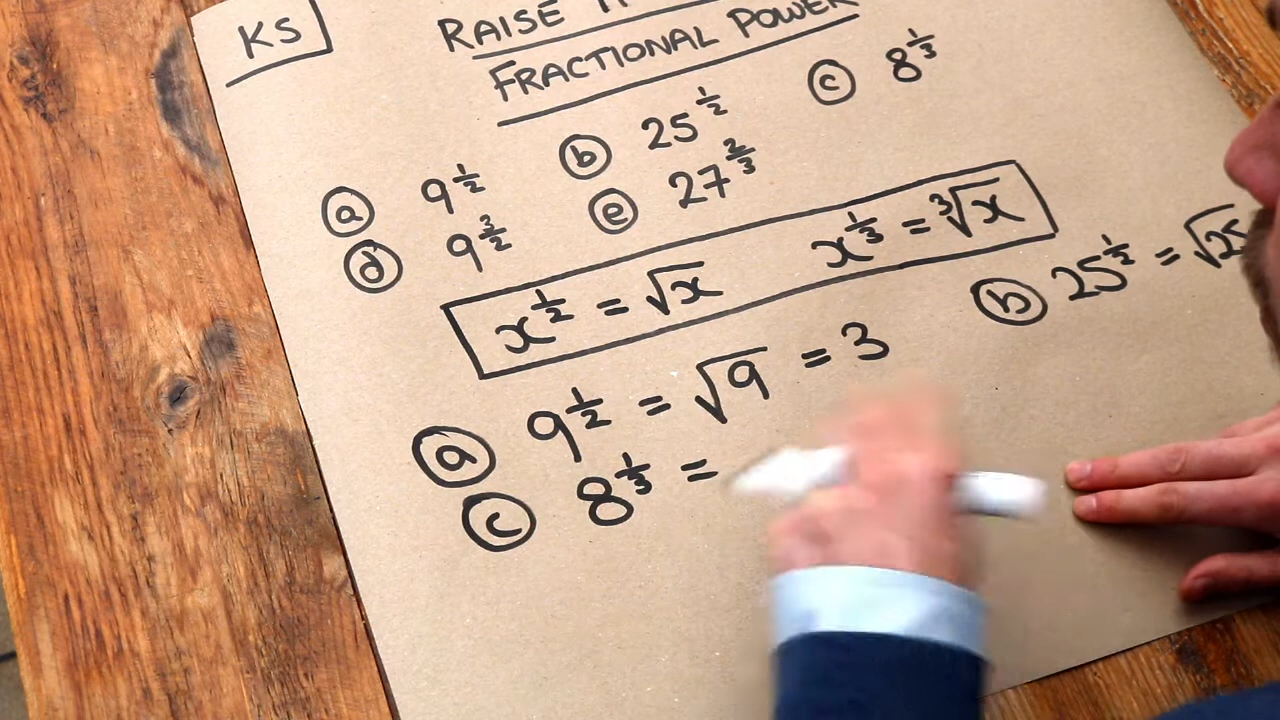 KS
RAISE
FRACTIONAL POWER
ⓐ 9^½ ⓑ 25^½ ⓒ 8^⅓
ⓓ 9^(3/2) ⓔ 27^⅔
x^½ = √x x^⅓ = ∛x
ⓐ 9^½ = √9 = 3 ⓑ 25^½ = √25
ⓒ 8^⅓ =